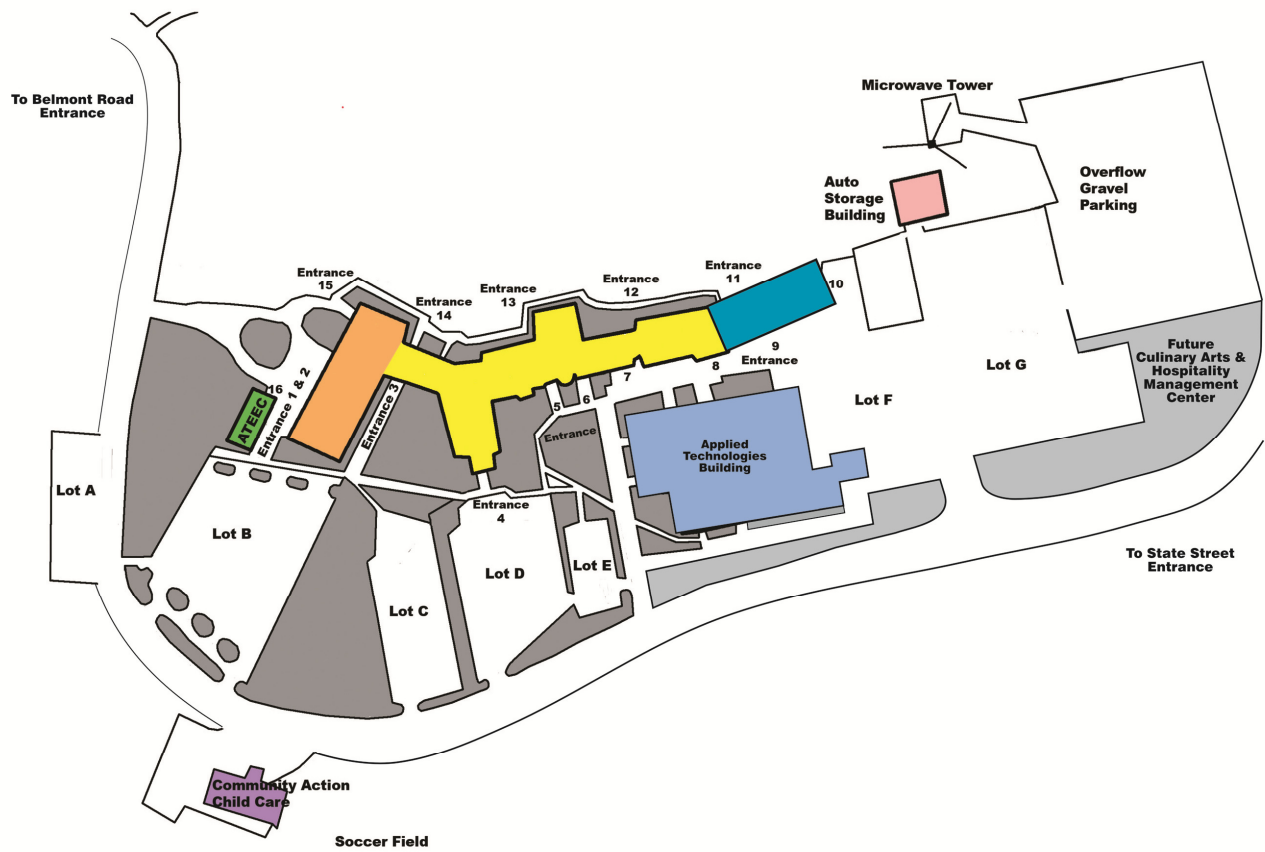 Microwave Tower
To Belmont Road
Entrance
Overflow
Gravel
Parking
Auto
Storage
Building
Entrance
15
Entrance
14
Entrance
13
Entrance
12
Entrance
11
10
9
Entrance
8
7
6
5
Entrance
Future
Culinary Arts &
Hospitality
Management
Center
Lot G
Lot F
16
ATEEC
Entrance 1 & 2
Entrance 3
Applied
Technologies
Building
Lot A
Lot B
Entrance
4
Lot D
Lot E
Lot C
To State Street
Entrance
Community Action
Child Care
Soccer Field